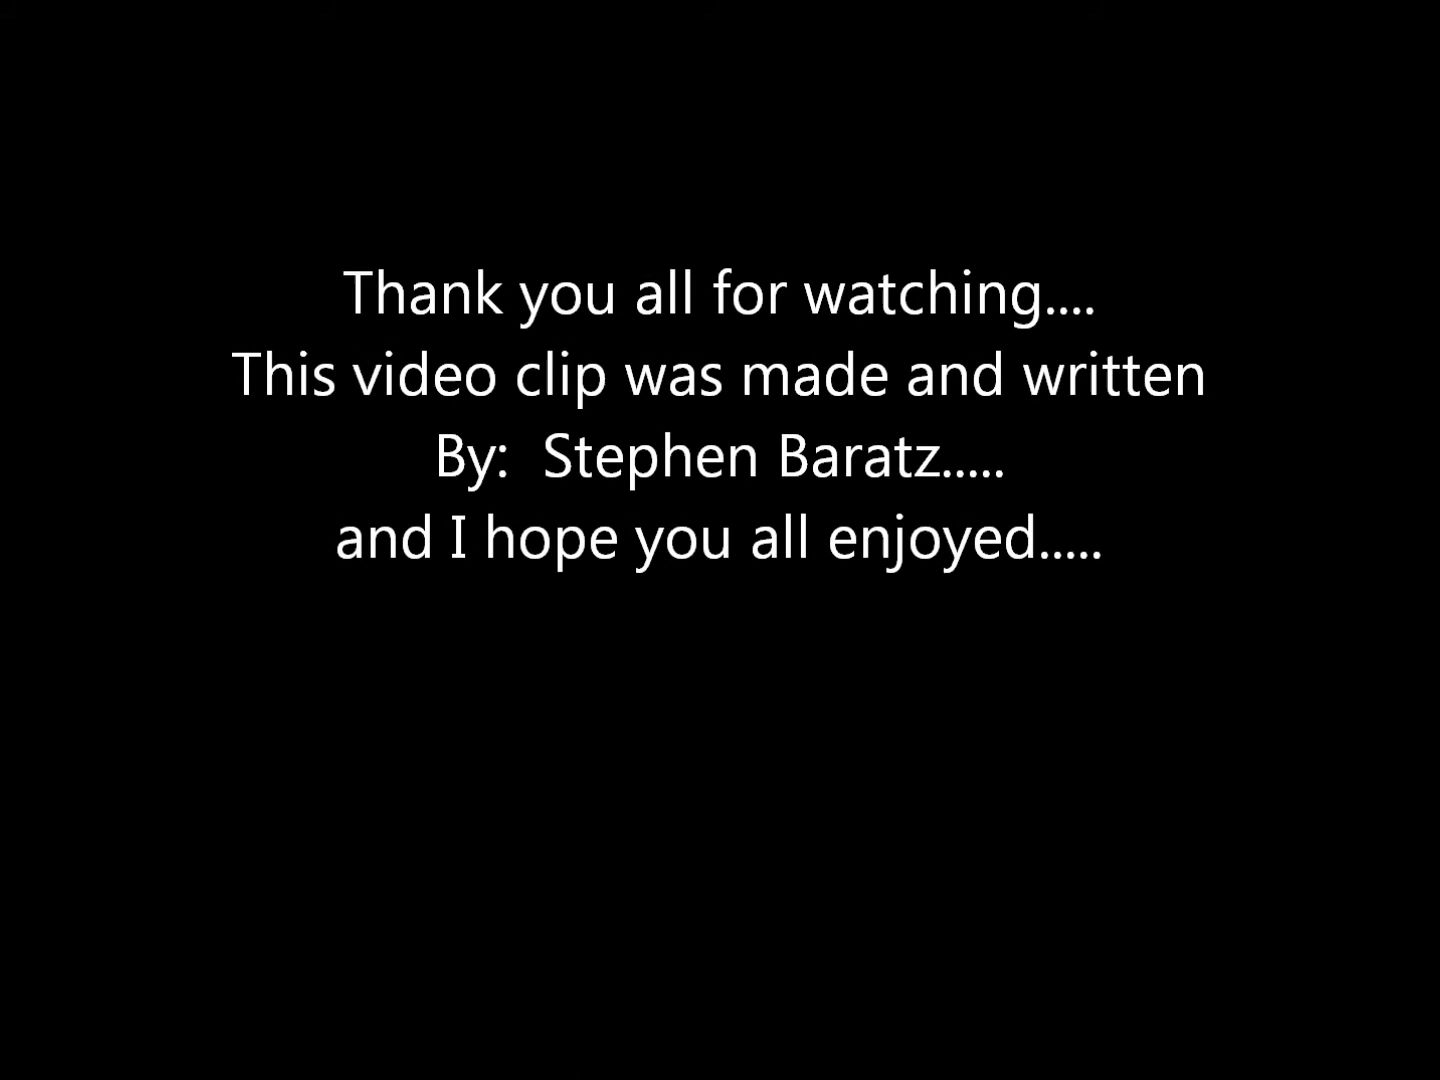 Thank you all for watching....
This video clip was made and written
By:  Stephen Baratz.....
and I hope you all enjoyed.....